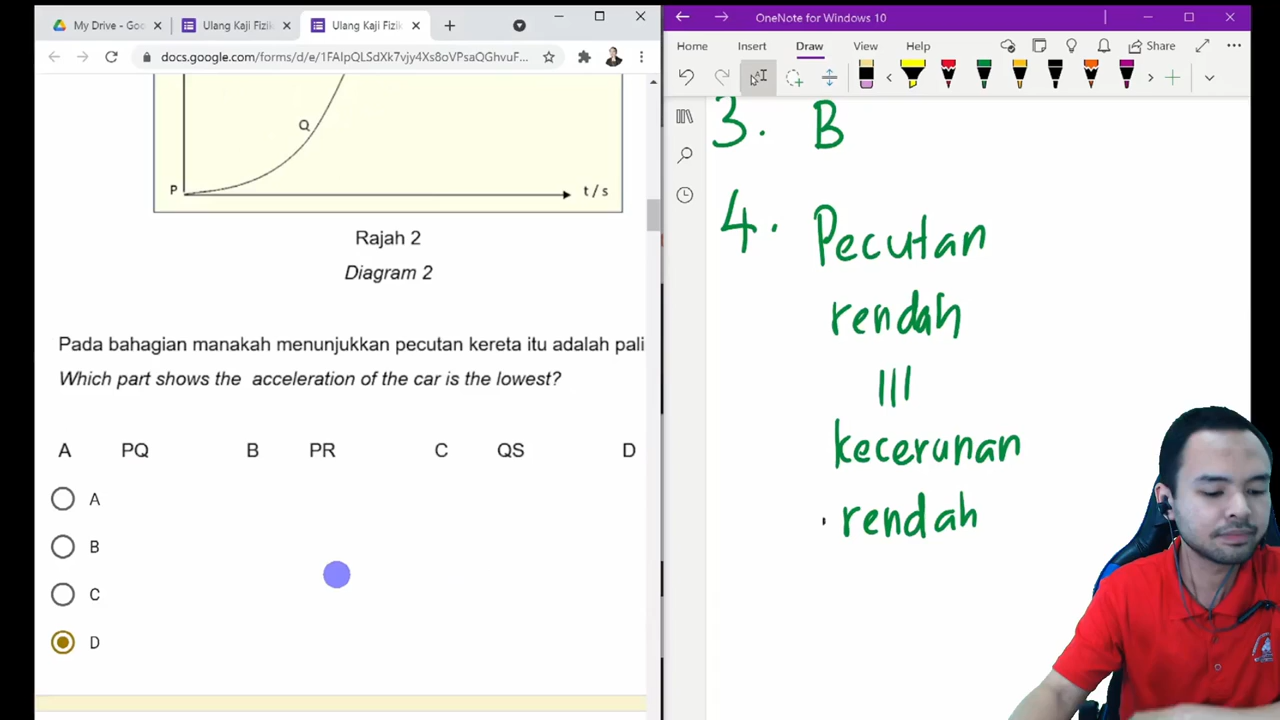 My Drive - Goo
Ulang Kaji Fizik
Ulang Kaji Fizik
docs.google.com/forms/d/e/1FAIpQLSdXk7vjy4Xs8oVPsaQGhvuF...
Q
P
t / s
Rajah 2
Diagram 2
Pada bahagian manakah menunjukkan pecutan kereta itu adalah pali
Which part shows the acceleration of the car is the lowest?
A PQ B PR C QS D
A
B
C
D
OneNote for Windows 10
Home Insert Draw View Help Share
3. B
4. Pecutan
rendah
kecerunan
rendah